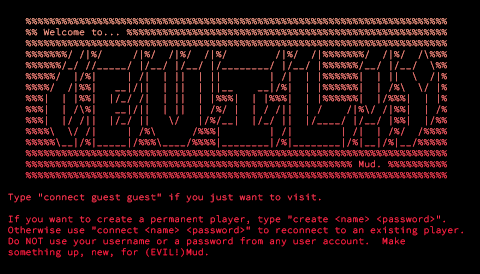 Welcome to...
(EVIL!)
Mud.
Type "connect guest guest" if you just want to visit.
If you want to create a permanent player, type "create <name> <password>".
Otherwise use "connect <name> <password>" to reconnect to an existing player.
Do NOT use your username or a password from any user account. Make
something up, new, for (EVIL!)Mud.